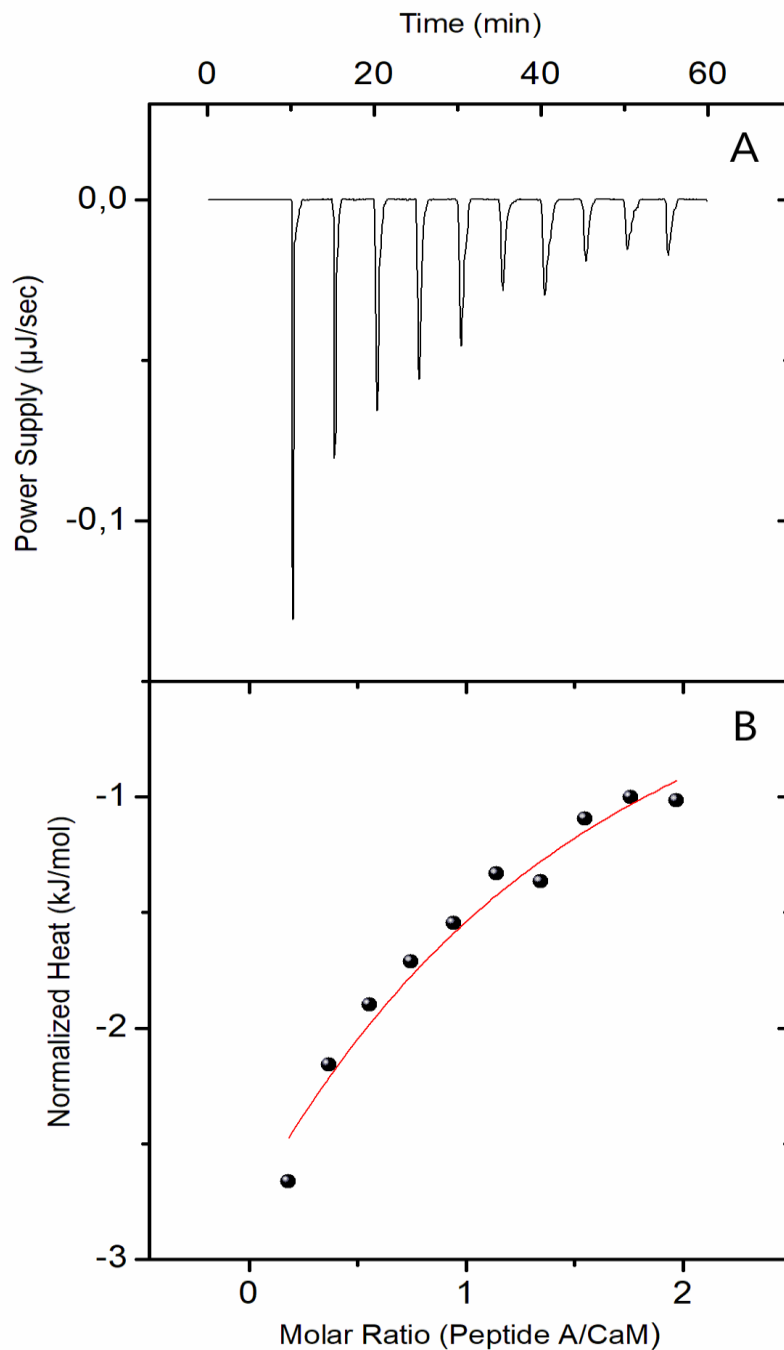 Time (min)
0 20 40 60
A
0,0
-0,1
Power Supply (µJ/sec)
B
-1
-2
-3
Normalized Heat (kJ/mol)
0 1 2
Molar Ratio (Peptide A/CaM)